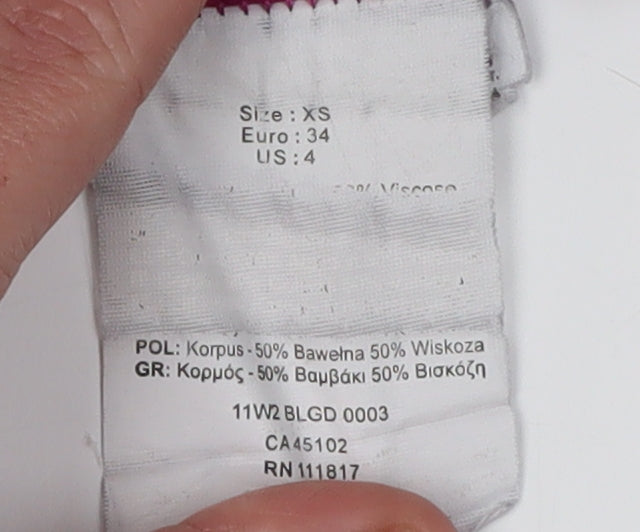 Size : XS
Euro : 34
US : 4
Viscose
POL: Korpus - 50% Bawełna 50% Wiskoza
GR: Κορμός - 50% Βαμβάκι 50% Βισκόζη
11W2 BLGD 0003
CA45102
RN 111817